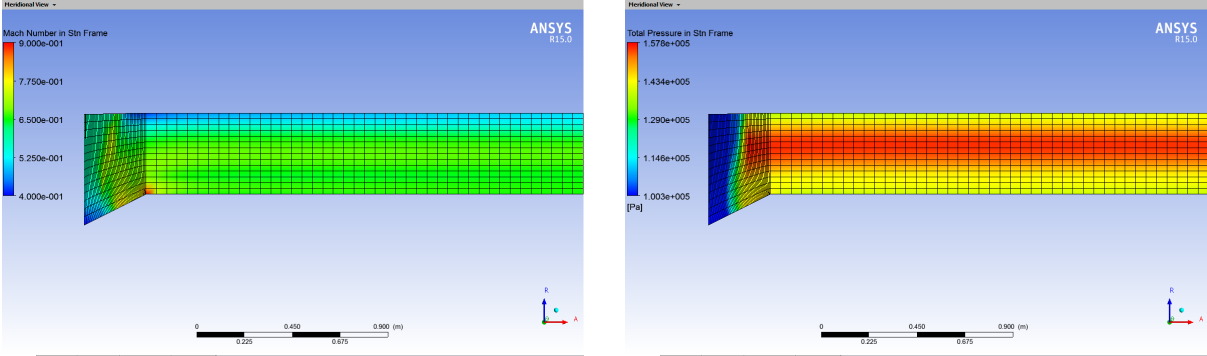 Meridional View
Mach Number in Stn Frame
9.000e-001
7.750e-001
6.500e-001
5.250e-001
4.000e-001
ANSYS
R15.0
R
A
0 0.450 0.900 (m)
0.225 0.675
Meridional View
Total Pressure in Stn Frame
1.578e+005
1.434e+005
1.290e+005
1.146e+005
1.003e+005
[Pa]
ANSYS
R15.0
R
A
0 0.450 0.900 (m)
0.225 0.675